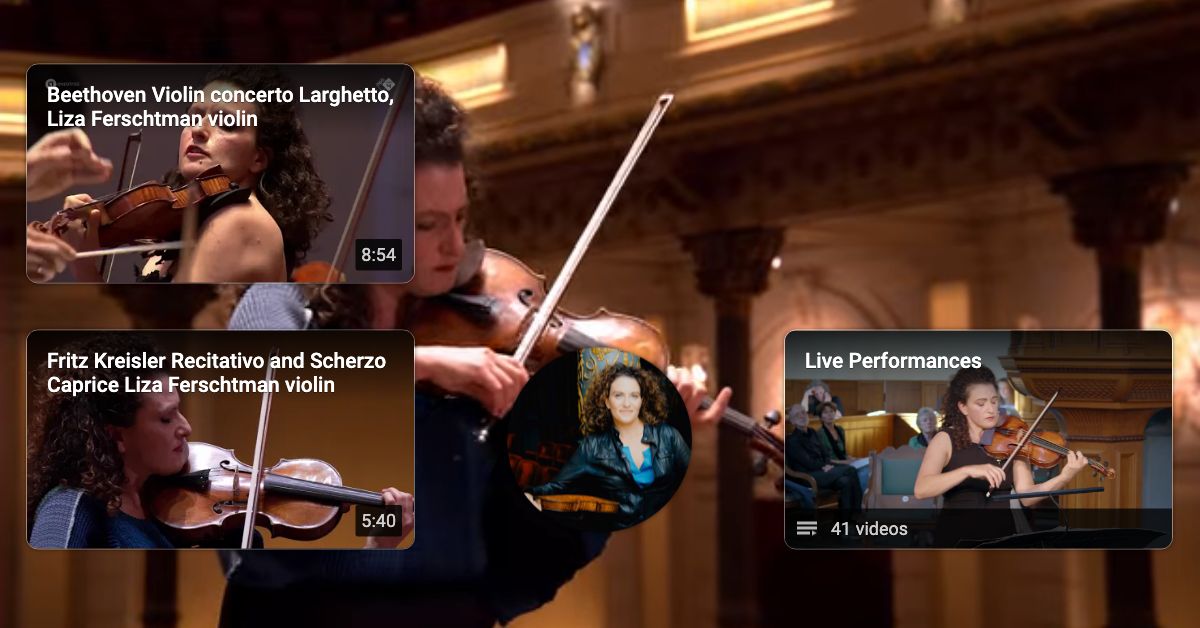 Beethoven Violin concerto Larghetto,
Liza Ferschtman violin
8:54
Fritz Kreisler Recitativo and Scherzo
Caprice Liza Ferschtman violin
5:40
Live Performances
41 videos